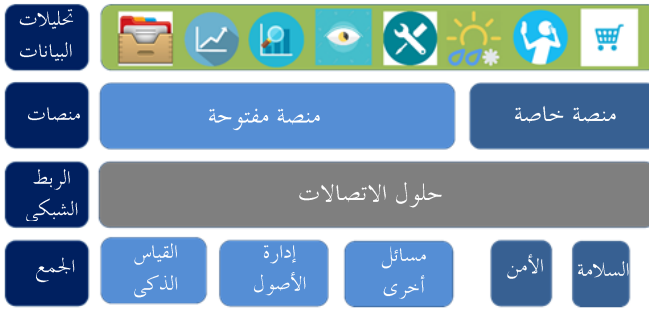 تحليلات
البيانات
منصات
منصة مفتوحة
منصة خاصة
الربط
الشبكي
حلول الاتصالات
الجمع
القياس
الذكي
إدارة
الأصول
مسائل
أخرى
الأمن
السلامة